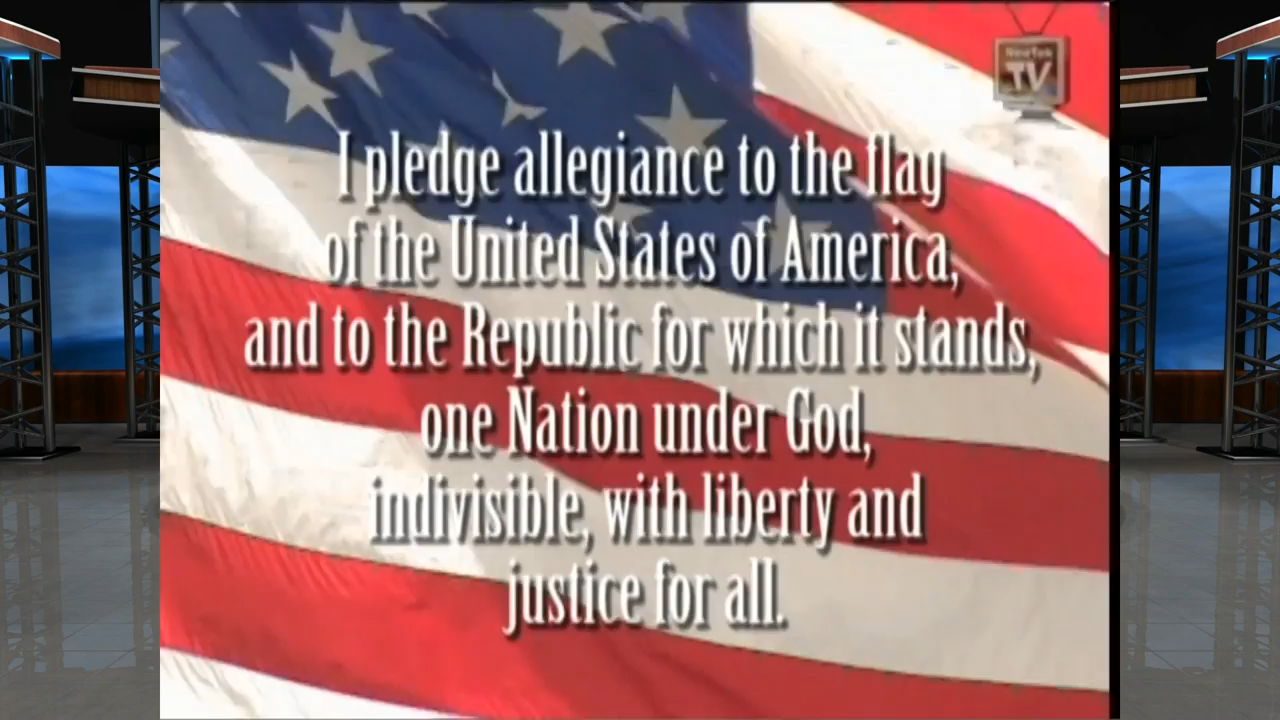 NewTek
TV
I pledge allegiance to the flag
of the United States of America,
and to the Republic for which it stands,
one Nation under God,
indivisible, with liberty and
justice for all.